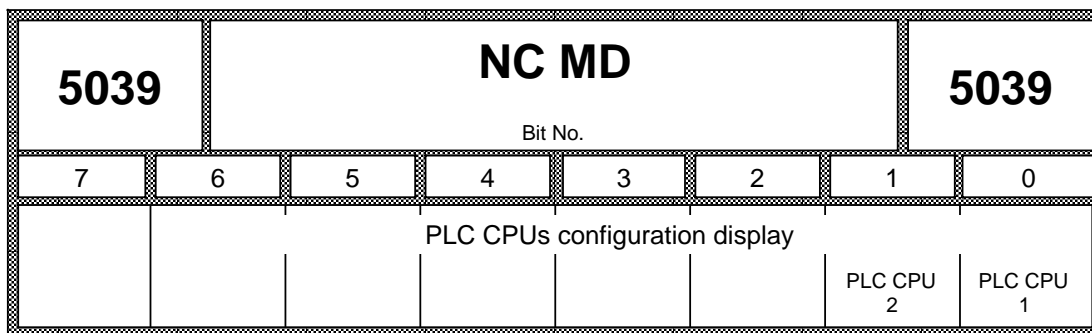 5039 NC MD 5039
Bit No.
7 6 5 4 3 2 1 0
PLC CPUs configuration display
PLC CPU PLC CPU
2 1